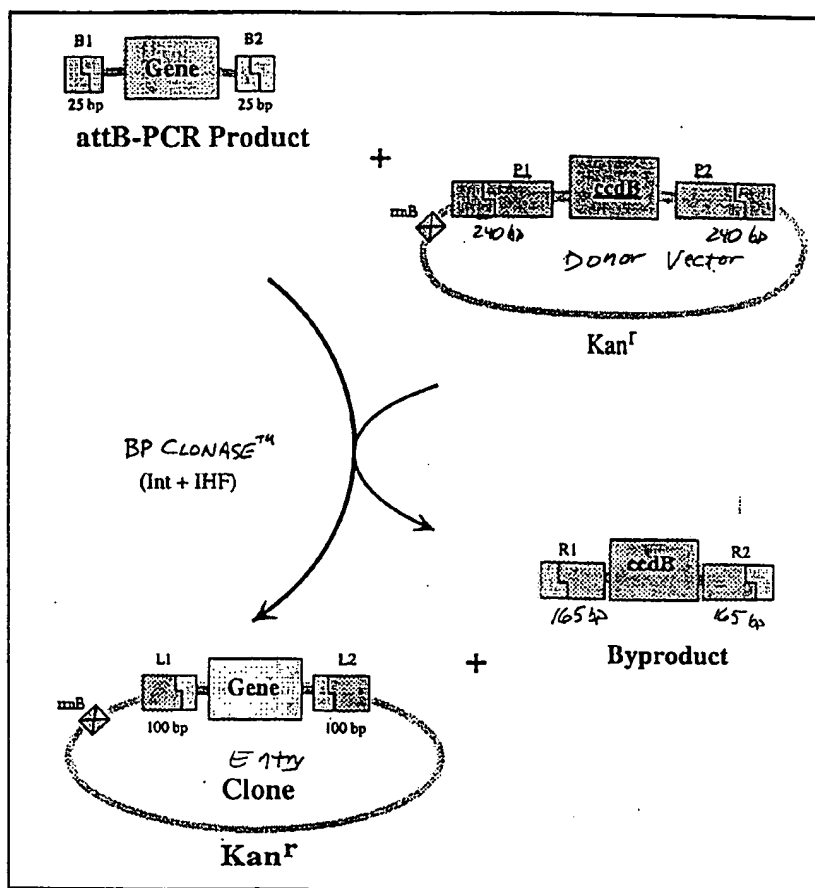 B1 B2
Gene
25 bp 25 bp
attB-PCR Product
+
P1 P2
ccdB
rrnB
240 bp 240 bp
Donor Vector
Kanr
BP CLONASE™
(Int + IHF)
R1 R2
ccdB
165 bp 165 bp
Byproduct
+
L1 L2
Gene
rrnB
100 bp 100 bp
Entry
Clone
Kanr